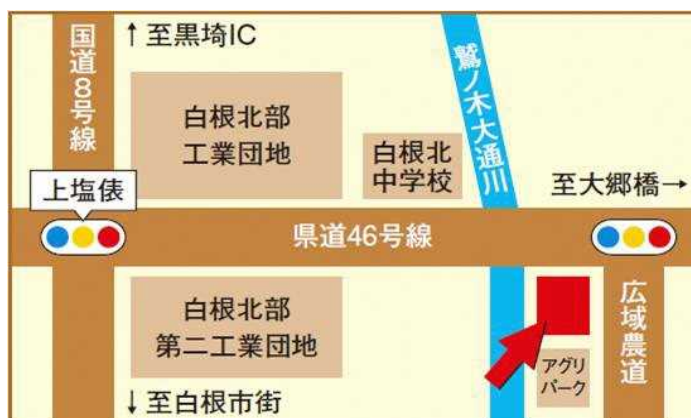 国道8号線
↑至黒埼IC
白根北部
工業団地
白根北
中学校
鷲ノ木大通川
至大郷橋→
上塩俵
県道46号線
白根北部
第二工業団地
アグリ
パーク
広域農道
↓至白根市街